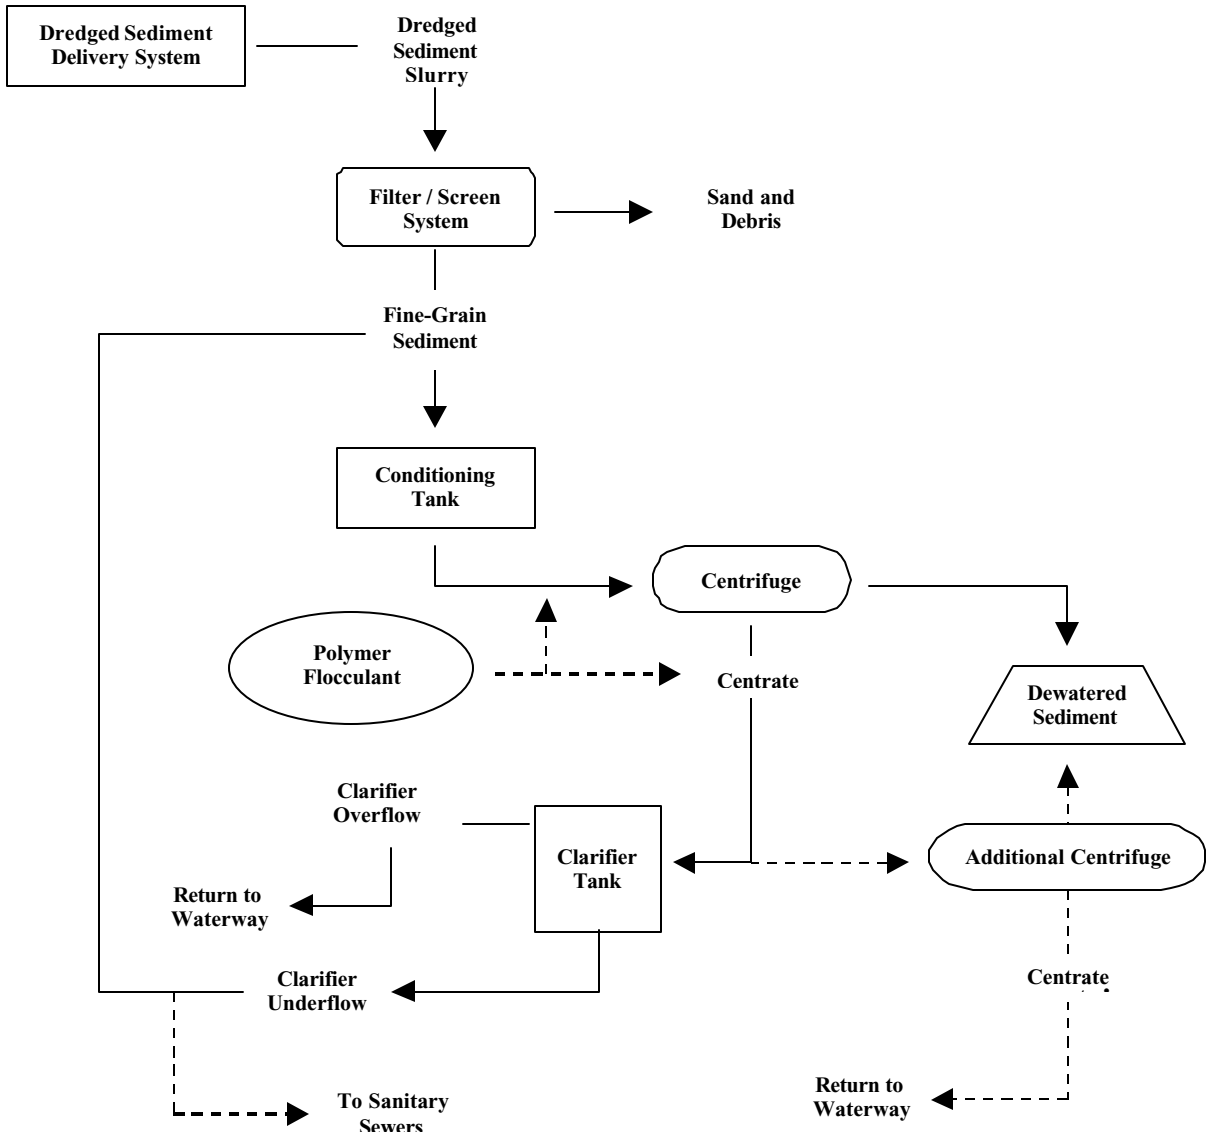 Dredged Sediment
Delivery System
Dredged
Sediment
Slurry
Filter / Screen
System
Sand and
Debris
Fine-Grain
Sediment
Conditioning
Tank
Centrifuge
Polymer
Flocculant
Centrate
Dewatered
Sediment
Clarifier
Overflow
Clarifier
Tank
Additional Centrifuge
Return to
Waterway
Clarifier
Underflow
Centrate
To Sanitary
Sewers
Return to
Waterway